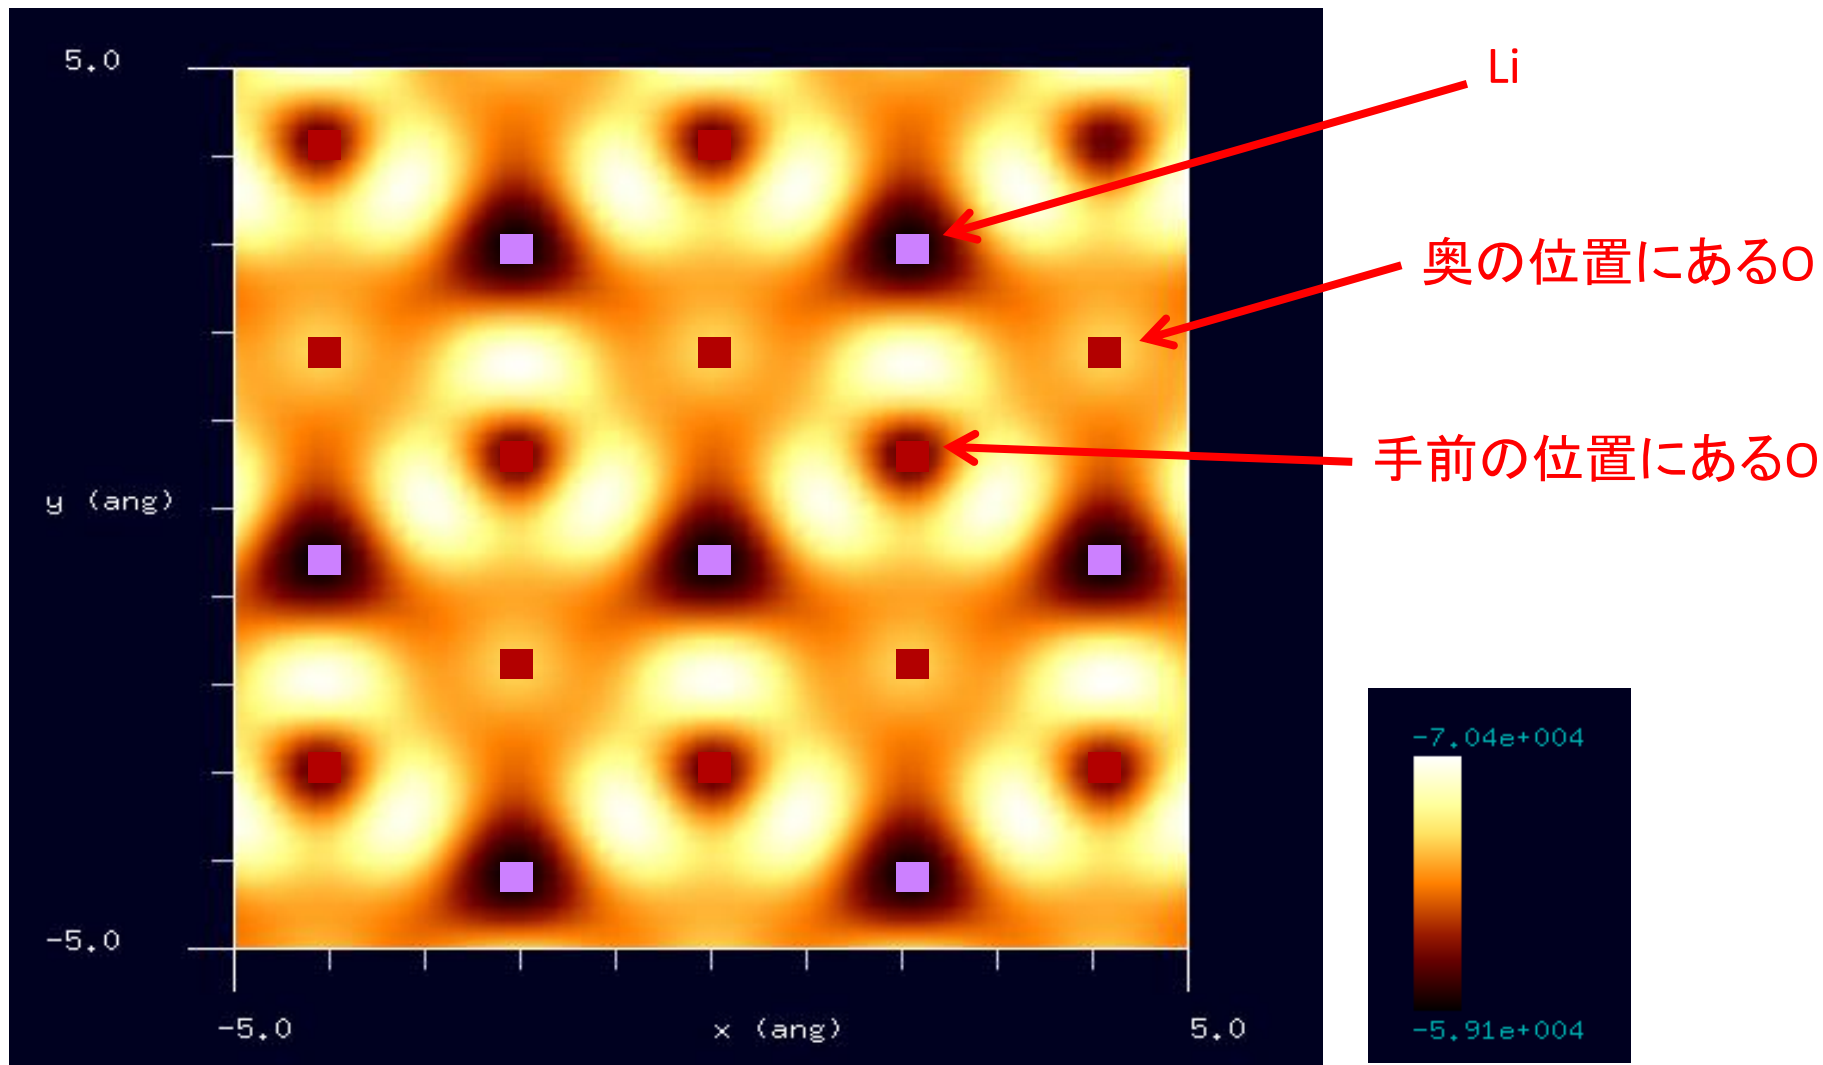 5.0
Li
奥の位置にあるO
手前の位置にあるO
y (ang)
-7.04e+004
-5.0
-5.0
x (ang)
5.0
-5.91e+004